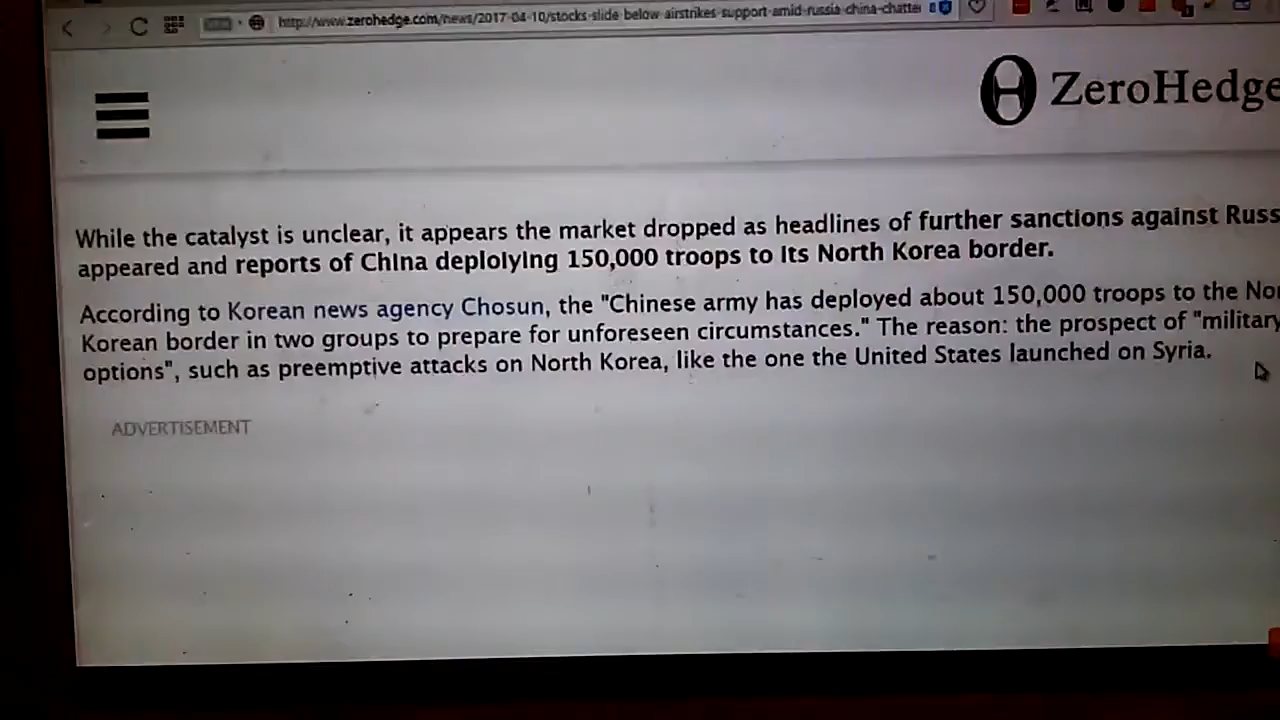 http://www.zerohedge.com/news/2017-04-10/stocks-slide-below-airstrikes-support-amid-russia-china-chatter
ZeroHedge
While the catalyst is unclear, it appears the market dropped as headlines of further sanctions against Russ
appeared and reports of China deplolying 150,000 troops to its North Korea border.
According to Korean news agency Chosun, the "Chinese army has deployed about 150,000 troops to the Nor
Korean border in two groups to prepare for unforeseen circumstances." The reason: the prospect of "military
options", such as preemptive attacks on North Korea, like the one the United States launched on Syria.
ADVERTISEMENT